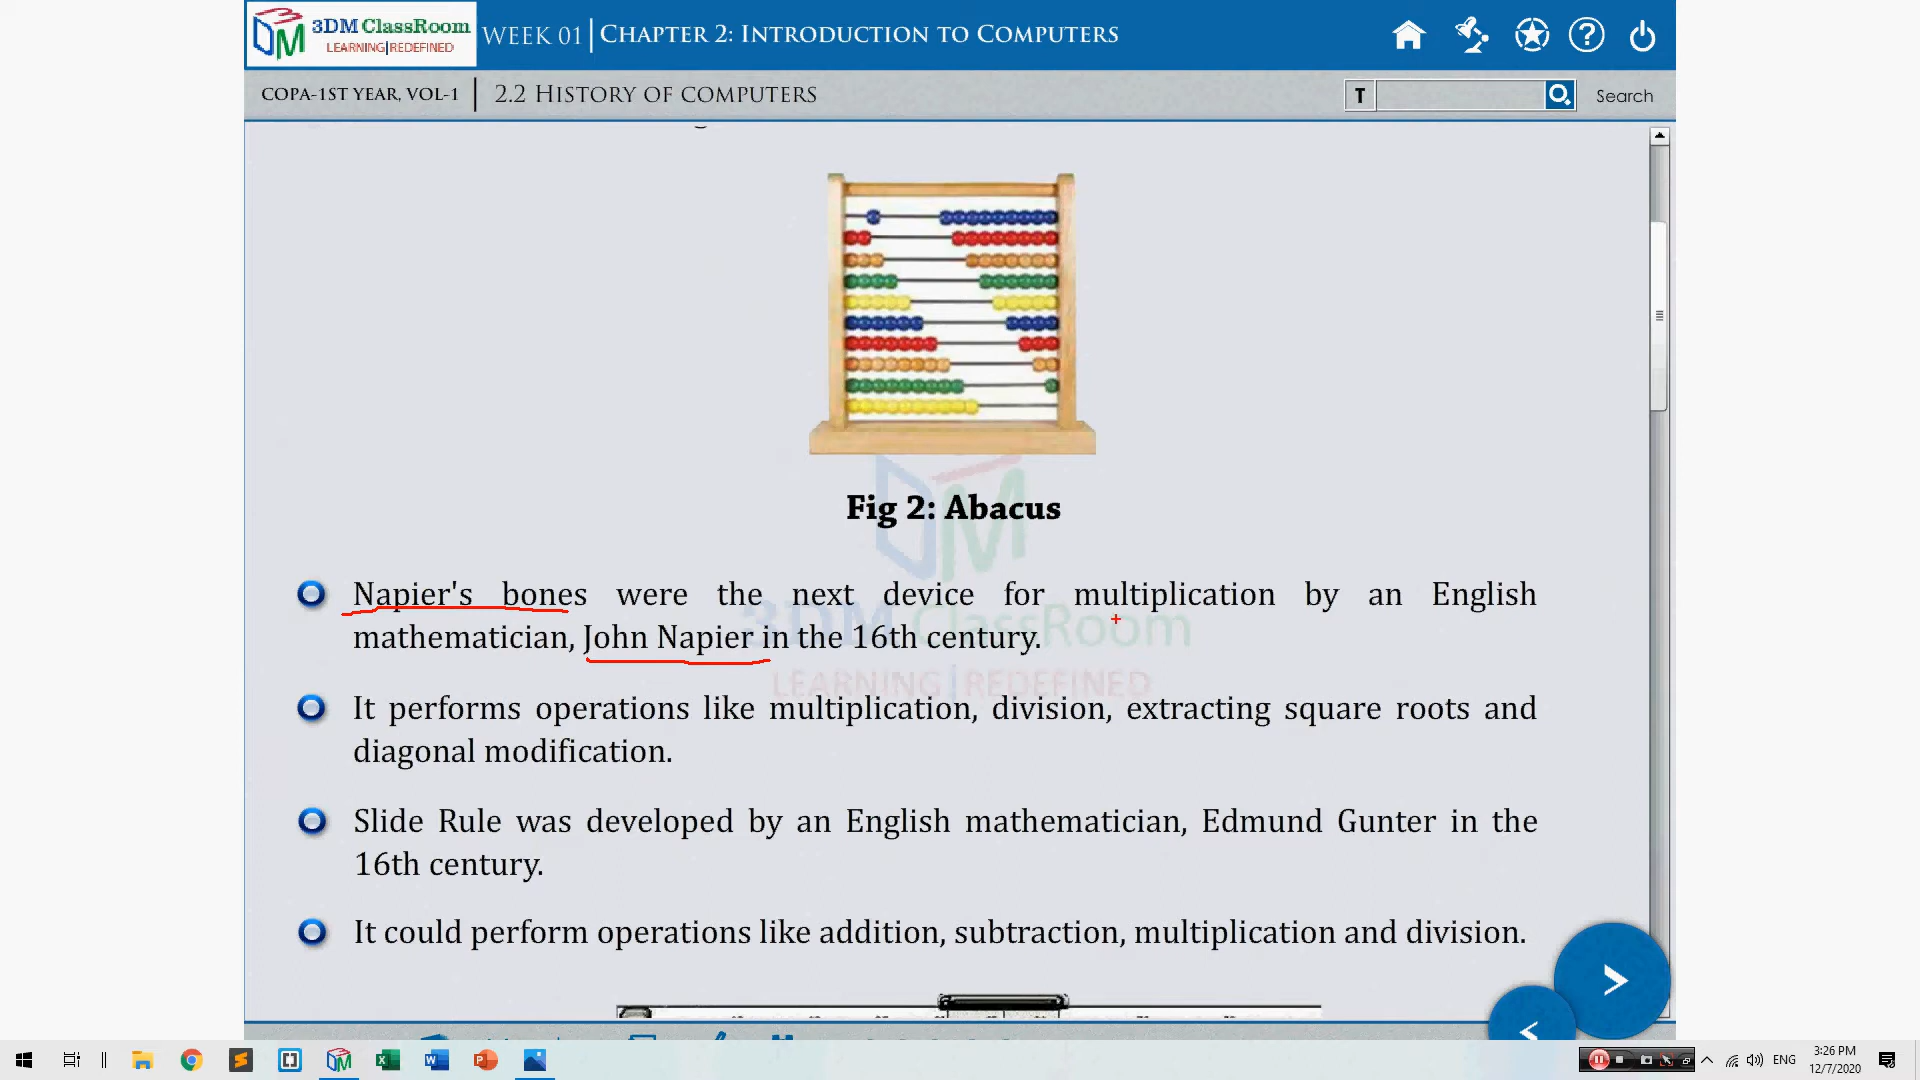 3DM ClassRoom
LEARNING|REDEFINED
WEEK 01 | CHAPTER 2: INTRODUCTION TO COMPUTERS
COPA-1ST YEAR, VOL-1 | 2.2 HISTORY OF COMPUTERS
T
Search
Fig 2: Abacus
Napier's bones were the next device for multiplication by an English
mathematician, John Napier in the 16th century.
It performs operations like multiplication, division, extracting square roots and
diagonal modification.
Slide Rule was developed by an English mathematician, Edmund Gunter in the
16th century.
It could perform operations like addition, subtraction, multiplication and division.
3DM ClassRoom
LEARNING|REDEFINED
ENG
3:26 PM
12/7/2020